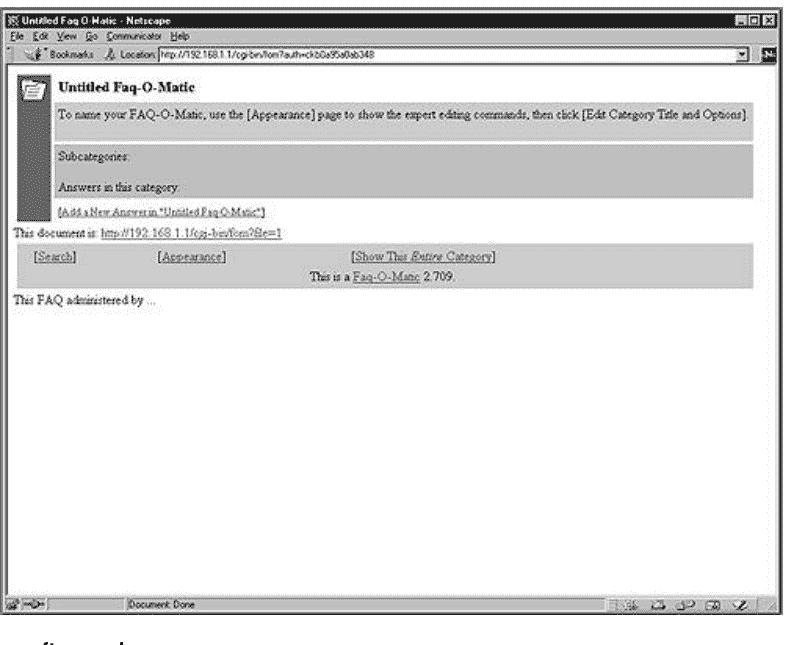 Untitled Faq-O-Matic - Netscape
File Edit View Go Communicator Help
Bookmarks Location: http://192.168.1.1/cgi-bin/fom?auth=ckb0a95a0ab348
Untitled Faq-O-Matic
To name your FAQ-O-Matic, use the [Appearance] page to show the expert editing commands, then click [Edit Category Title and Options].
Subcategories:
Answers in this category:
[Add a New Answer in "Untitled Faq-O-Matic"]
This document is: http://192.168.1.1/cgi-bin/fom?file=1
[Search] [Appearance] [Show This Entire Category]
This is a Faq-O-Matic 2.709.
This FAQ administered by ...
Document: Done